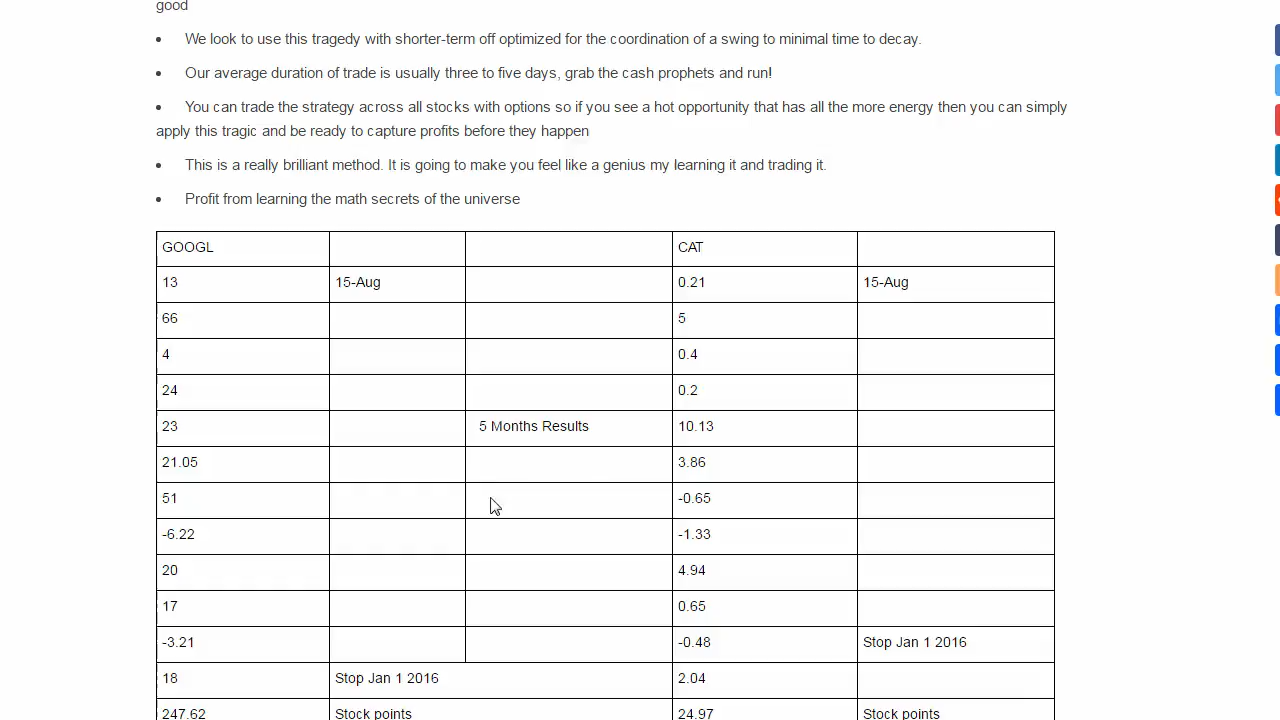 good
• We look to use this tragedy with shorter-term off optimized for the coordination of a swing to minimal time to decay.
• Our average duration of trade is usually three to five days, grab the cash prophets and run!
• You can trade the strategy across all stocks with options so if you see a hot opportunity that has all the more energy then you can simply
apply this tragic and be ready to capture profits before they happen
• This is a really brilliant method. It is going to make you feel like a genius my learning it and trading it.
• Profit from learning the math secrets of the universe
GOOGL CAT
13 15-Aug 0.21 15-Aug
66 5
4 0.4
24 0.2
23 5 Months Results 10.13
21.05 3.86
51 -0.65
-6.22 -1.33
20 4.94
17 0.65
-3.21 -0.48 Stop Jan 1 2016
18 Stop Jan 1 2016 2.04
247.62 Stock points 24.97 Stock points